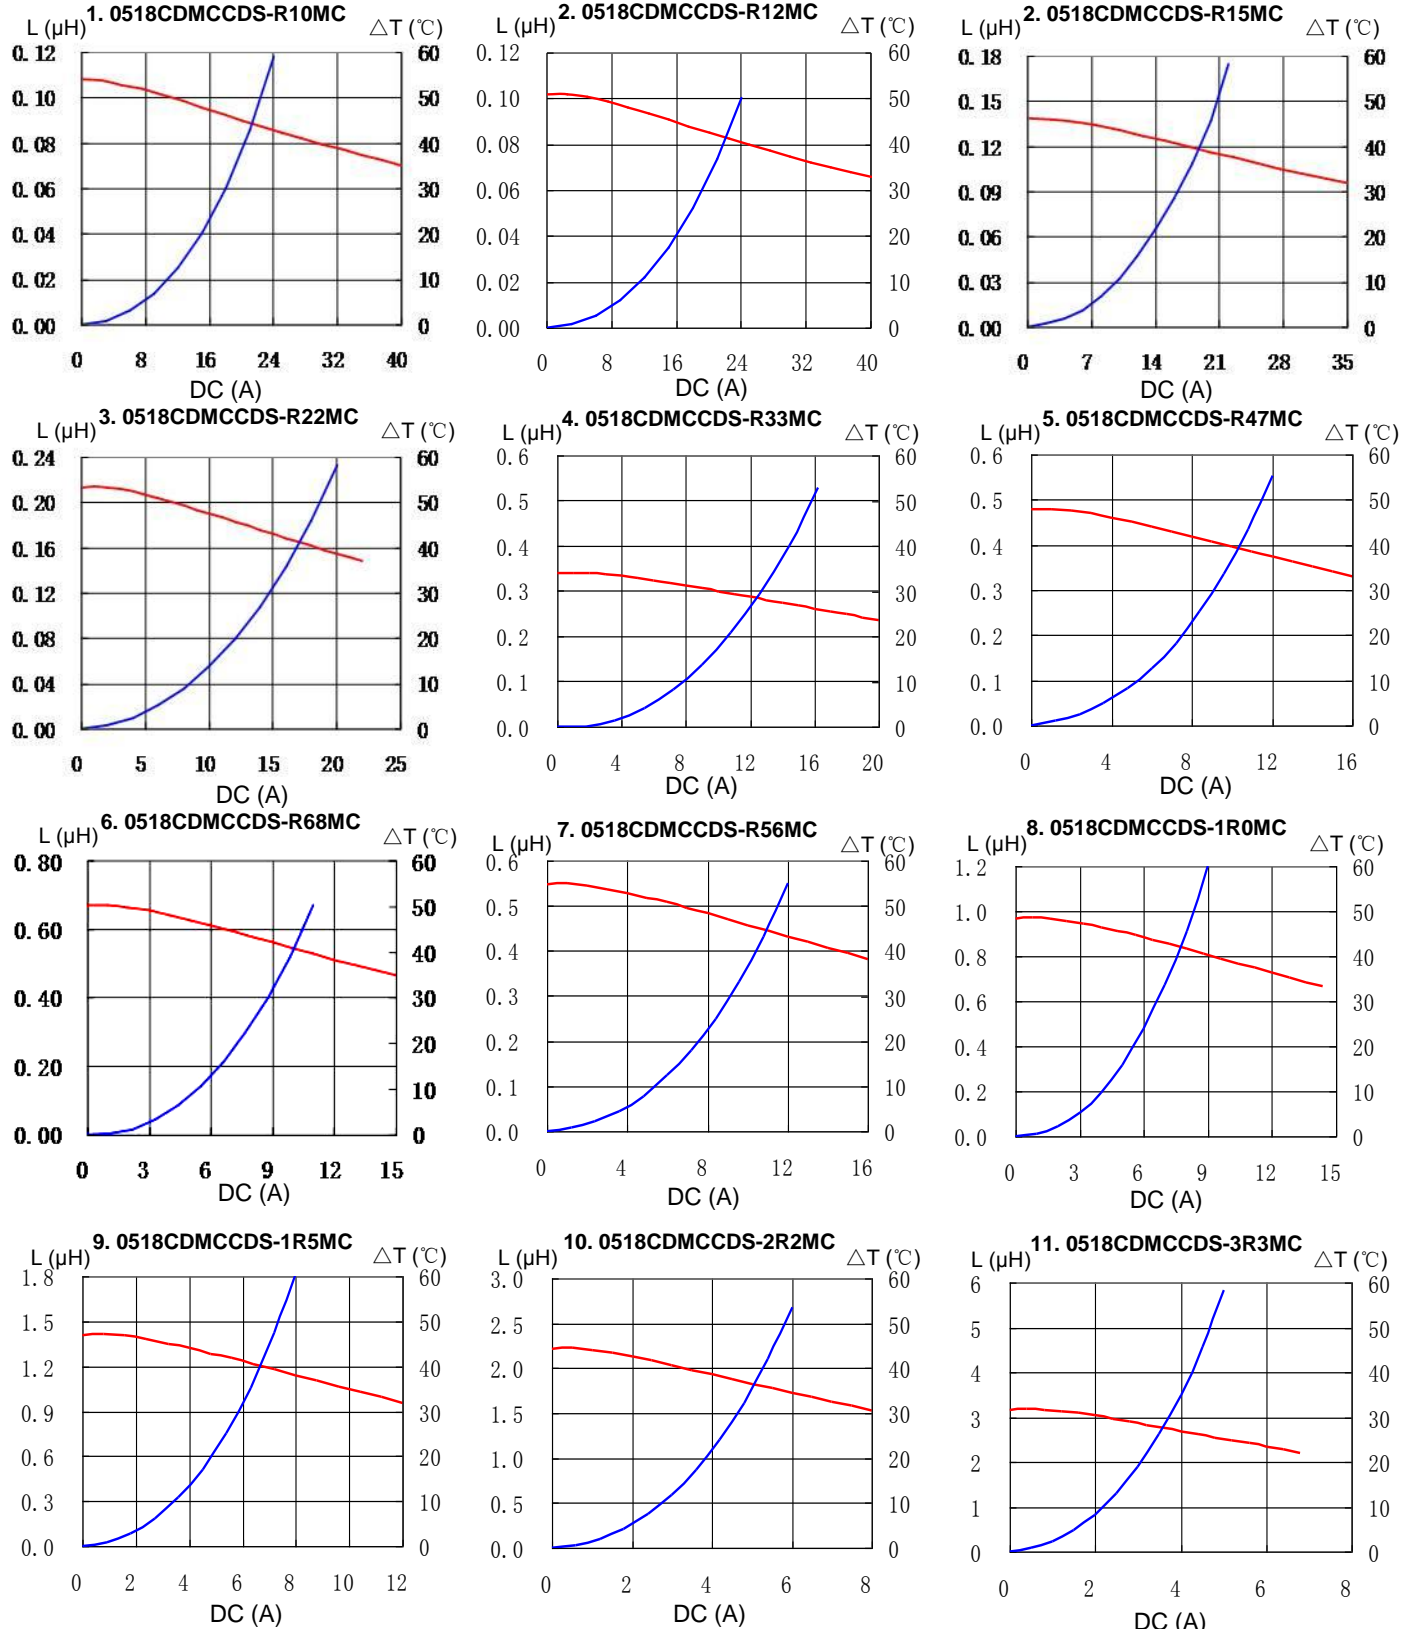 1. 0518CDMCCDS-R10MC
L (µH)
△T (℃)
0.12
0.10
0.08
0.06
0.04
0.02
0.00
60
50
40
30
20
10
0
0 8 16 24 32 40
DC (A)
2. 0518CDMCCDS-R12MC
L (µH)
△T (℃)
0.12
0.10
0.08
0.06
0.04
0.02
0.00
60
50
40
30
20
10
0
0 8 16 24 32 40
DC (A)
2. 0518CDMCCDS-R15MC
L (µH)
△T (℃)
0.18
0.15
0.12
0.09
0.06
0.03
0.00
60
50
40
30
20
10
0
0 7 14 21 28 35
DC (A)
3. 0518CDMCCDS-R22MC
L (µH)
△T (℃)
0.24
0.20
0.16
0.12
0.08
0.04
0.00
60
50
40
30
20
10
0
0 5 10 15 20 25
DC (A)
4. 0518CDMCCDS-R33MC
L (µH)
△T (℃)
0.6
0.5
0.4
0.3
0.2
0.1
0.0
60
50
40
30
20
10
0
0 4 8 12 16 20
DC (A)
5. 0518CDMCCDS-R47MC
L (µH)
△T (℃)
0.6
0.5
0.4
0.3
0.2
0.1
0.0
60
50
40
30
20
10
0
0 4 8 12 16
DC (A)
6. 0518CDMCCDS-R68MC
L (µH)
△T (℃)
0.80
0.60
0.40
0.20
0.00
60
50
40
30
20
10
0
0 3 6 9 12 15
DC (A)
7. 0518CDMCCDS-R56MC
L (µH)
△T (℃)
0.6
0.5
0.4
0.3
0.2
0.1
0.0
60
50
40
30
20
10
0
0 4 8 12 16
DC (A)
8. 0518CDMCCDS-1R0MC
L (µH)
△T (℃)
1.2
1.0
0.8
0.6
0.4
0.2
0.0
60
50
40
30
20
10
0
0 3 6 9 12 15
DC (A)
9. 0518CDMCCDS-1R5MC
L (µH)
△T (℃)
1.8
1.5
1.2
0.9
0.6
0.3
0.0
60
50
40
30
20
10
0
0 2 4 6 8 10 12
DC (A)
10. 0518CDMCCDS-2R2MC
L (µH)
△T (℃)
3.0
2.5
2.0
1.5
1.0
0.5
0.0
60
50
40
30
20
10
0
0 2 4 6 8
DC (A)
11. 0518CDMCCDS-3R3MC
L (µH)
△T (℃)
6
5
4
3
2
1
0
60
50
40
30
20
10
0
0 2 4 6 8
DC (A)